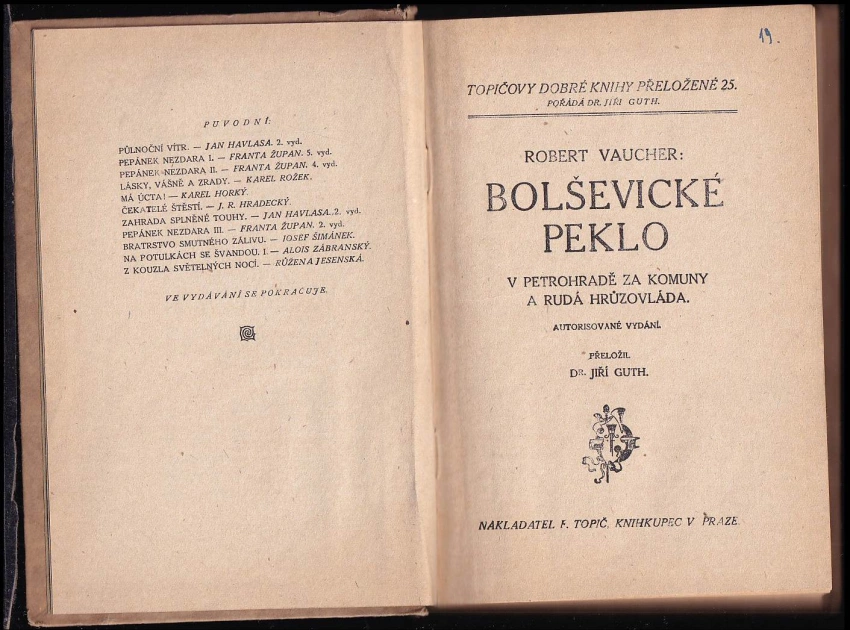 PŮVODNÍ:
PŮLNOČNÍ VÍTR. — JAN HAVLASA. 2. vyd.
PEPÁNEK NEZDARA I. — FRANTA ŽUPAN. 5. vyd.
PEPÁNEK NEZDARA II. — FRANTA ŽUPAN. 4. vyd.
LÁSKY, VÁŠNĚ A ZRADY. — KAREL ROŽEK.
MÁ ÚCTA! — KAREL HORKÝ.
ČEKATELÉ ŠTĚSTÍ. — J. R. HRADECKÝ.
ZAHRADA SPLNĚNÉ TOUHY. — JAN HAVLASA. 2. vyd.
PEPÁNEK NEZDARA III. — FRANTA ŽUPAN. 2. vyd.
BRATRSTVO SMUTNÉHO ZÁLIVU. — JOSEF ŠIMÁNEK.
NA POTULKÁCH SE ŠVANDOU. I. — ALOIS ZÁBRANSKÝ.
Z KOUZLA SVĚTELNÝCH NOCÍ. — RŮŽENA JESENSKÁ.
VE VYDÁVÁNÍ SE POKRAČUJE.
19.
TOPIČOVY DOBRÉ KNIHY PŘELOŽENÉ 25.
POŘÁDÁ DR. JIŘÍ GUTH.
ROBERT VAUCHER:
BOLŠEVICKÉ
PEKLO
V PETROHRADĚ ZA KOMUNY
A RUDÁ HRŮZOVLÁDA.
AUTORISOVANÉ VYDÁNÍ.
PŘELOŽIL
DR. JIŘÍ GUTH.
NAKLADATEL F. TOPIČ, KNIHKUPEC V PRAZE.